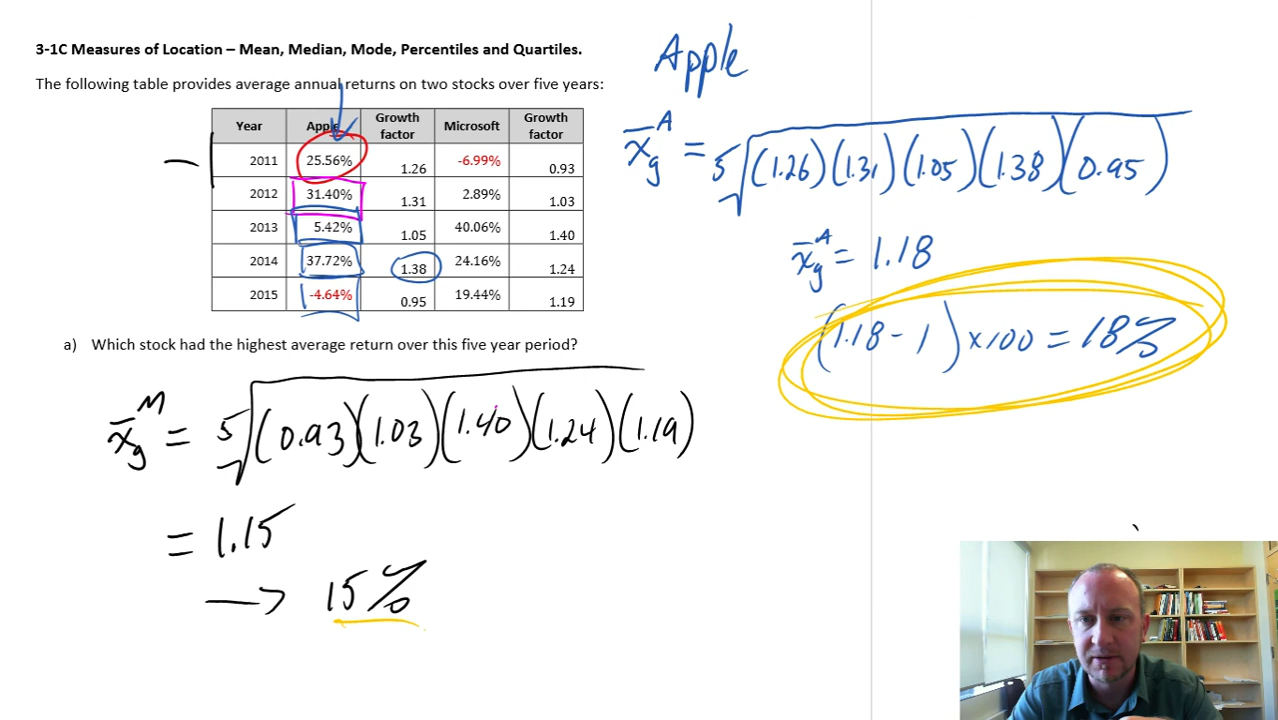 3-1C Measures of Location – Mean, Median, Mode, Percentiles and Quartiles.
The following table provides average annual returns on two stocks over five years:
Year Apple Growth factor Microsoft Growth factor
2011 25.56% 1.26 -6.99% 0.93
2012 31.40% 1.31 2.89% 1.03
2013 5.42% 1.05 40.06% 1.40
2014 37.72% 1.38 24.16% 1.24
2015 -4.64% 0.95 19.44% 1.19
a) Which stock had the highest average return over this five year period?
x̄gᴹ = ⁵√(0.93)(1.03)(1.40)(1.24)(1.19)
= 1.15
→ 15%
Apple
x̄gᴬ = ⁵√(1.26)(1.31)(1.05)(1.38)(0.95)
x̄gᴬ = 1.18
(1.18 - 1) x100 = 18%